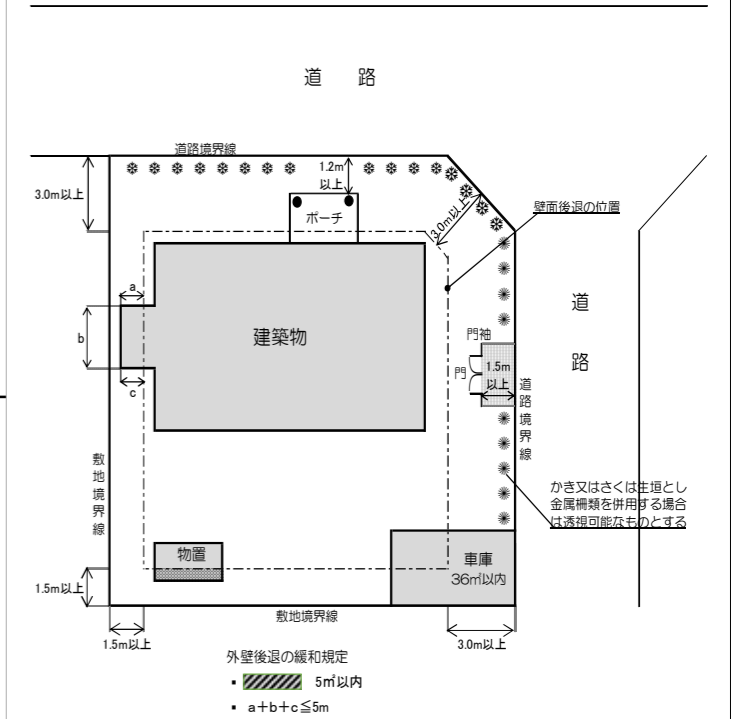 道　路
道路境界線
3.0m以上
1.2m
以上
ポーチ
3.0m以上
壁面後退の位置
a
b
c
建築物
道
路
門袖
門
1.5m
以上
道路境界線
敷地境界線
かき又はさくは生垣とし
金属柵類を併用する場合
は透視可能なものとする
物置
車庫
36㎡以内
1.5m以上
敷地境界線
1.5m以上
3.0m以上
外壁後退の緩和規定
▪ 5㎡以内
▪ a+b+c≦5m